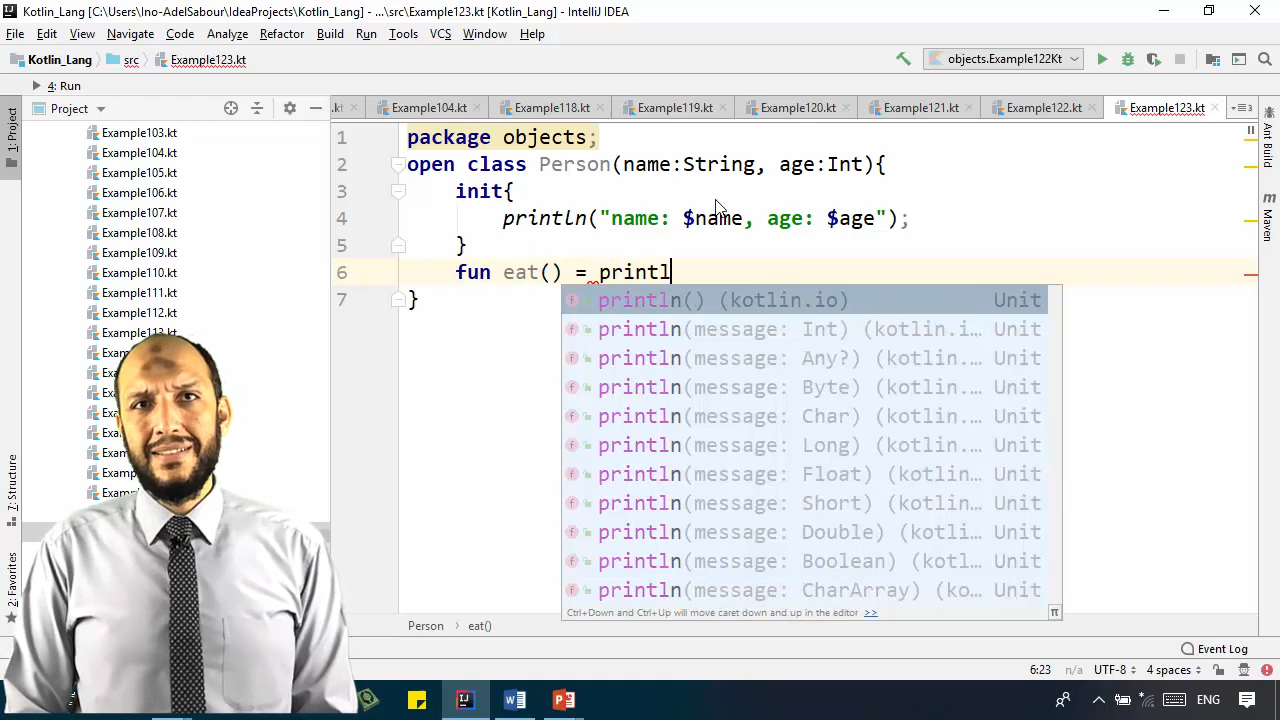 Kotlin_Lang [C:\Users\Ino-AdelSabour\IdeaProjects\Kotlin_Lang] - ...\src\Example123.kt [Kotlin_Lang] - IntelliJ IDEA
File Edit View Navigate Code Analyze Refactor Build Run Tools VCS Window Help
Kotlin_Lang src Example123.kt objects.Example122Kt
4: Run
Project .kt Example104.kt Example118.kt Example119.kt Example120.kt Example121.kt Example122.kt Example123.kt
1: Project
7: Structure
2: Favorites
Ant Build
Maven
Example103.kt
Example104.kt
Example105.kt
Example106.kt
Example107.kt
Example108.kt
Example109.kt
Example110.kt
Example111.kt
Example112.kt
Example113.kt
1 package objects;
2 open class Person(name:String, age:Int){
3 init{
4 println("name: $name, age: $age");
5 }
6 fun eat() = printl
7 }
println() (kotlin.io) Unit
println(message: Int) (kotlin.i… Unit
println(message: Any?) (kotlin.… Unit
println(message: Byte) (kotlin.… Unit
println(message: Char) (kotlin.… Unit
println(message: Long) (kotlin.… Unit
println(message: Float) (kotlin… Unit
println(message: Short) (kotlin… Unit
println(message: Double) (kotli… Unit
println(message: Boolean) (kotl… Unit
println(message: CharArray) (ko… Unit
Ctrl+Down and Ctrl+Up will move caret down and up in the editor >> π
Person eat()
Event Log
6:23 n/a UTF-8 4 spaces
ENG